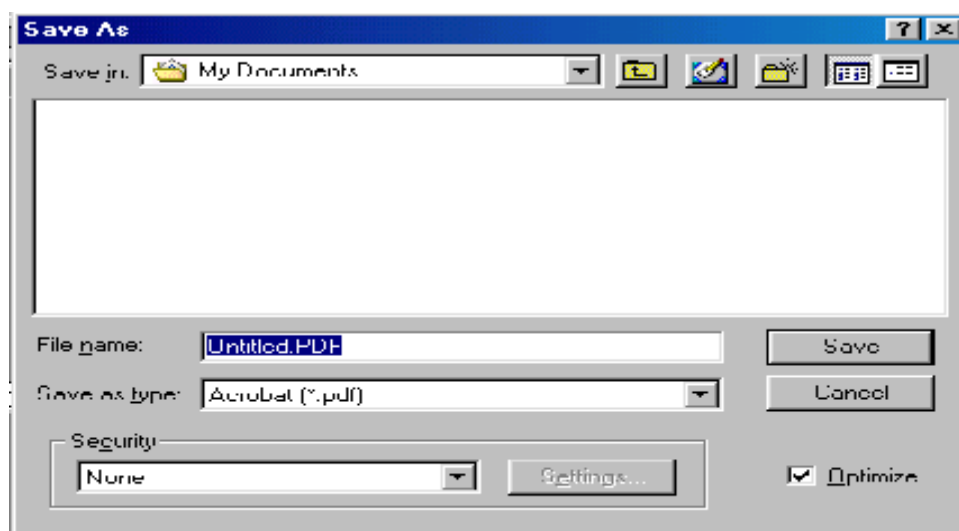 Save As
Save in: My Documents
File name: Untitled.PDF Save
Save as type: Acrobat (*.pdf) Cancel
Security
None Settings... Optimize